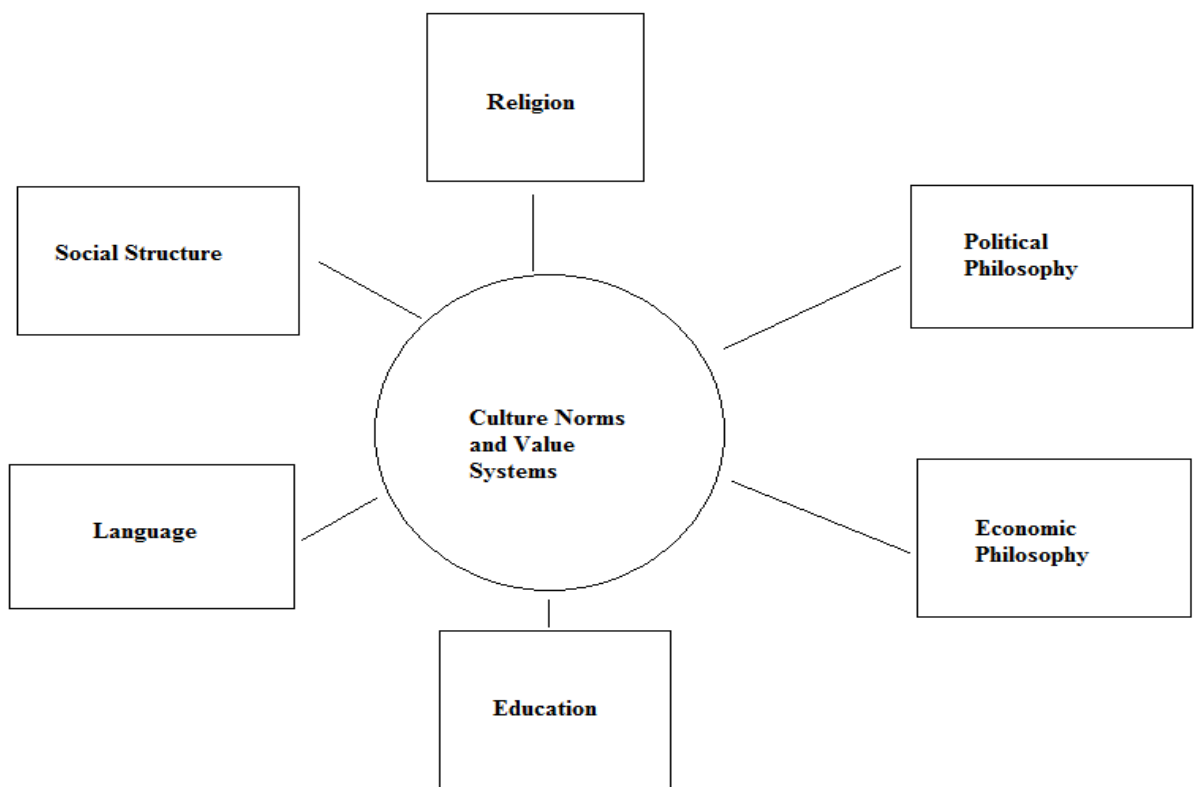 Religion
Social Structure
Political
Philosophy
Culture Norms
and Value
Systems
Language
Economic
Philosophy
Education